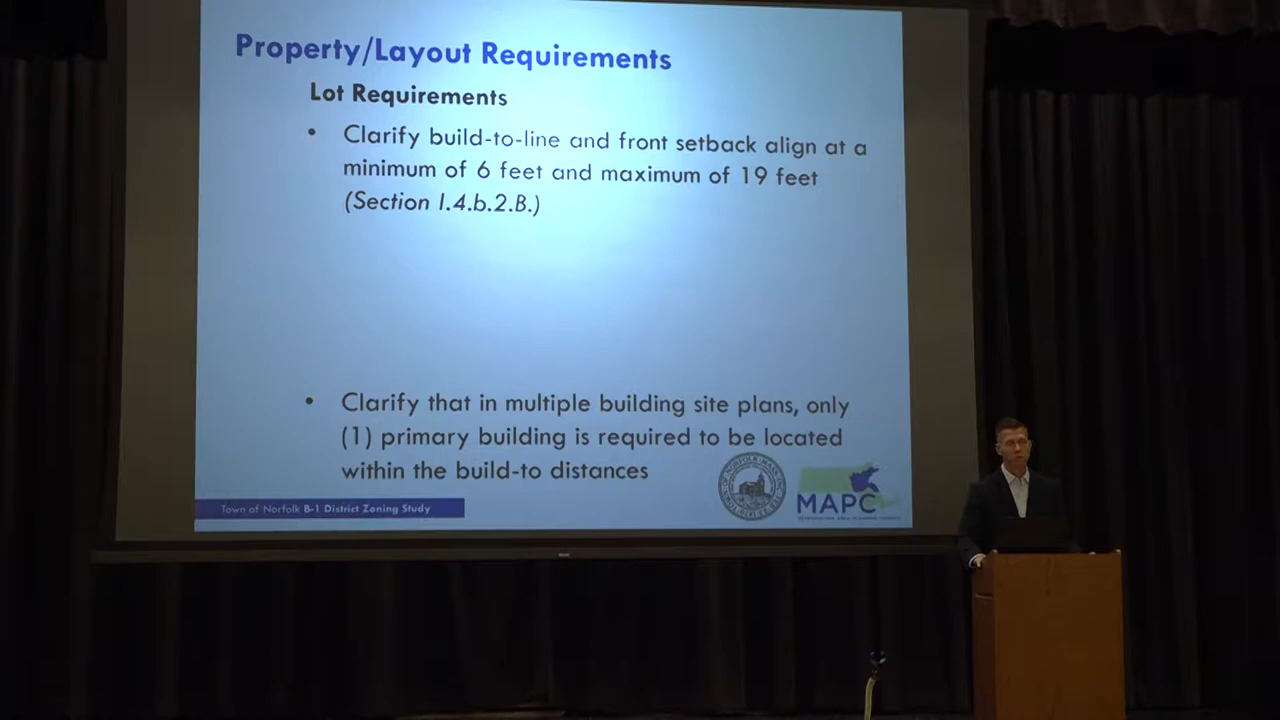 Property/Layout Requirements
Lot Requirements
• Clarify build-to-line and front setback align at a
minimum of 6 feet and maximum of 19 feet
(Section I.4.b.2.B.)
• Clarify that in multiple building site plans, only
(1) primary building is required to be located
within the build-to distances
Town of Norfolk B-1 District Zoning Study
MAPC